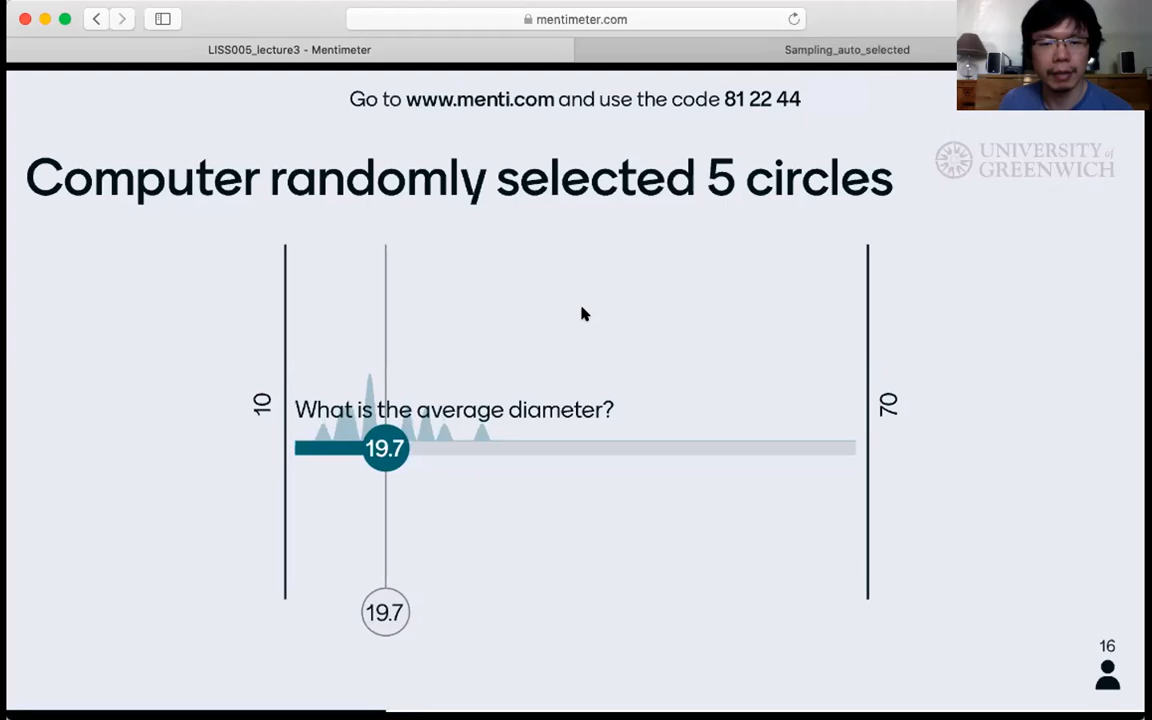 mentimeter.com
LISS005_lecture3 - Mentimeter
Sampling_auto_selected
Go to www.menti.com and use the code 81 22 44
UNIVERSITY of
GREENWICH
Computer randomly selected 5 circles
10
70
What is the average diameter?
19.7
19.7
16